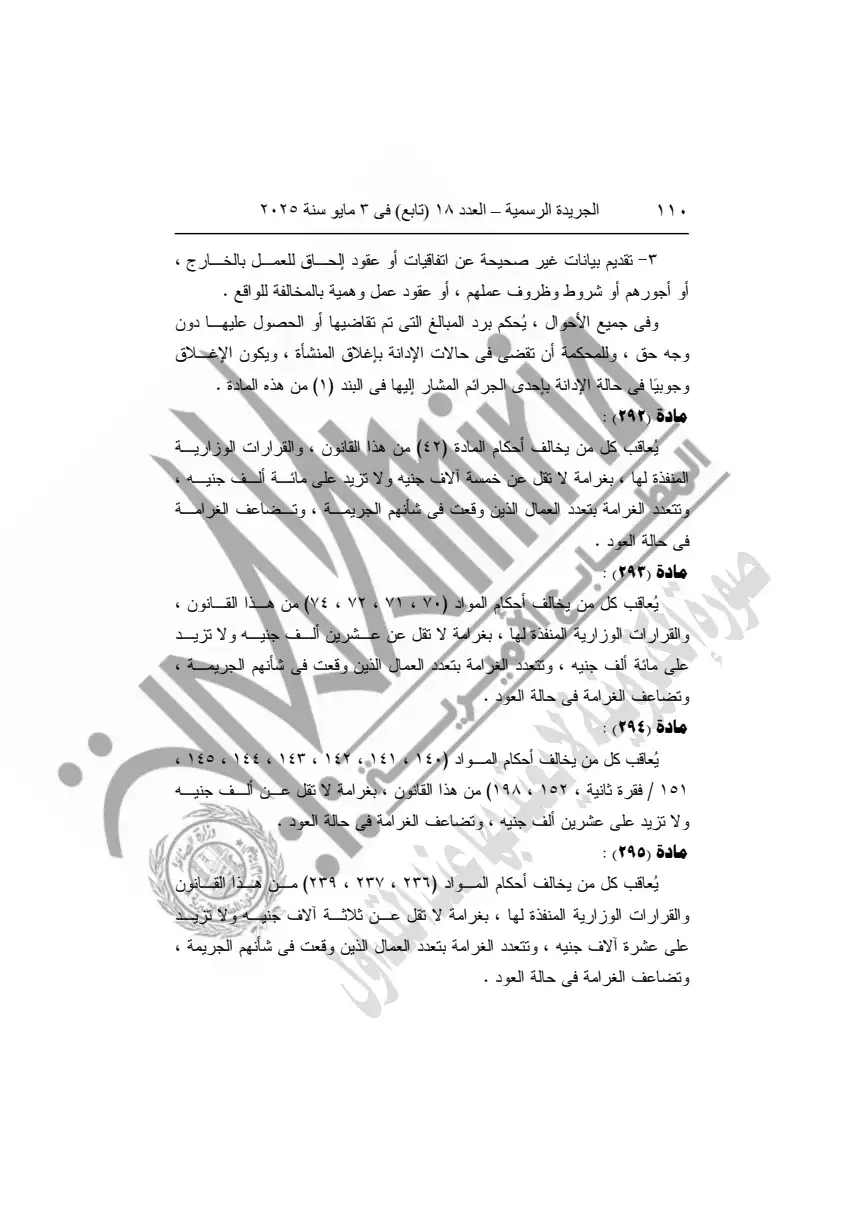 ١١٠ الجريدة الرسمية – العدد ١٨ (تابع) فى ٣ مايو سنة ٢٠٢٥
٣- تقديم بيانات غير صحيحة عن اتفاقيات أو عقود إلحاق للعمل بالخارج ،
أو أجورهم أو شروط وظروف عملهم ، أو عقود عمل وهمية بالمخالفة للواقع .
وفى جميع الأحوال ، يُحكم برد المبالغ التى تم تقاضيها أو الحصول عليها دون
وجه حق ، وللمحكمة أن تقضى فى حالات الإدانة بإغلاق المنشأة ، ويكون الإغلاق
وجوبيًا فى حالة الإدانة بإحدى الجرائم المشار إليها فى البند (١) من هذه المادة .
مادة (٢٩٢) :
يُعاقب كل من يخالف أحكام المادة (٤٢) من هذا القانون ، والقرارات الوزارية
المنفذة لها ، بغرامة لا تقل عن خمسة آلاف جنيه ولا تزيد على مائة ألف جنيه ،
وتتعدد الغرامة بتعدد العمال الذين وقعت فى شأنهم الجريمة ، وتضاعف الغرامة
فى حالة العود .
مادة (٢٩٣) :
يُعاقب كل من يخالف أحكام المواد (٧٠ ، ٧١ ، ٧٢ ، ٧٤) من هذا القانون ،
والقرارات الوزارية المنفذة لها ، بغرامة لا تقل عن عشرين ألف جنيه ولا تزيد
على مائة ألف جنيه ، وتتعدد الغرامة بتعدد العمال الذين وقعت فى شأنهم الجريمة ،
وتضاعف الغرامة فى حالة العود .
مادة (٢٩٤) :
يُعاقب كل من يخالف أحكام المواد (١٤٠ ، ١٤١ ، ١٤٢ ، ١٤٣ ، ١٤٤ ، ١٤٥ ،
١٥١ / فقرة ثانية ، ١٥٢ ، ١٩٨) من هذا القانون ، بغرامة لا تقل عن ألف جنيه
ولا تزيد على عشرين ألف جنيه ، وتضاعف الغرامة فى حالة العود .
مادة (٢٩٥) :
يُعاقب كل من يخالف أحكام المواد (٢٣٦ ، ٢٣٧ ، ٢٣٩) من هذا القانون
والقرارات الوزارية المنفذة لها ، بغرامة لا تقل عن ثلاثة آلاف جنيه ولا تزيد
على عشرة آلاف جنيه ، وتتعدد الغرامة بتعدد العمال الذين وقعت فى شأنهم الجريمة ،
وتضاعف الغرامة فى حالة العود .
ALAMIRIA
المطابع الأميرية
صورة إلكترونية لا يعتد بها عند التداول